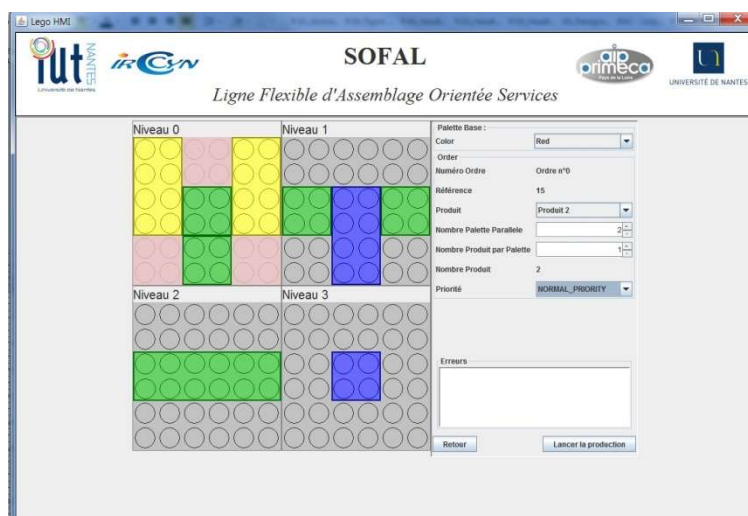 Lego HMI
iut NANTES
Université de Nantes
IRCCyN
SOFAL
Ligne Flexible d'Assemblage Orientée Services
aip
primeca
Pays de la Loire
UNIVERSITÉ DE NANTES
Niveau 0
Niveau 1
Niveau 2
Niveau 3
Palette Base :
Color Red
Order
Numéro Ordre Ordre n°0
Référence 15
Produit Produit 2
Nombre Palette Parallele 2
Nombre Produit par Palette 1
Nombre Produit 2
Priorité NORMAL_PRIORITY
Erreurs
Retour Lancer la production